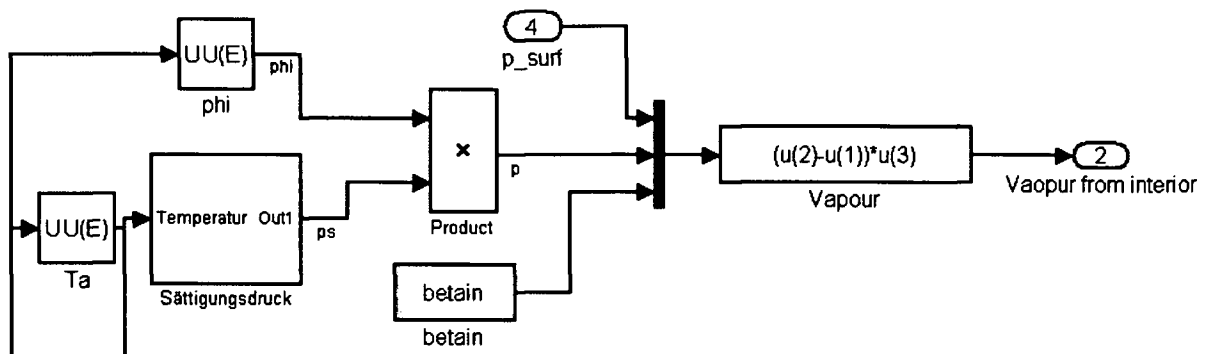 4
p_surf
UU(E)
phi
phi
×
p
Product
UU(E)
Ta
Temperatur Out1
ps
Sättigungsdruck
betain
betain
(u(2)-u(1))*u(3)
Vapour
2
Vaopur from interior